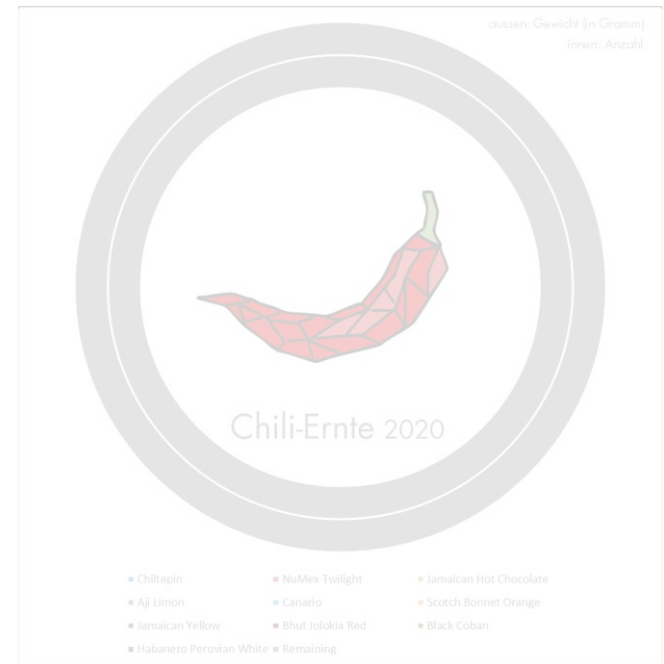 aussen: Gewicht (in Gramm)
innen: Anzahl
Chili-Ernte 2020
Chiltepin
NuMex Twilight
Jamaican Hot Chocolate
Aji Limon
Canario
Scotch Bonnet Orange
Jamaican Yellow
Bhut Jolokia Red
Black Coban
Habanero Peruvian White
Remaining